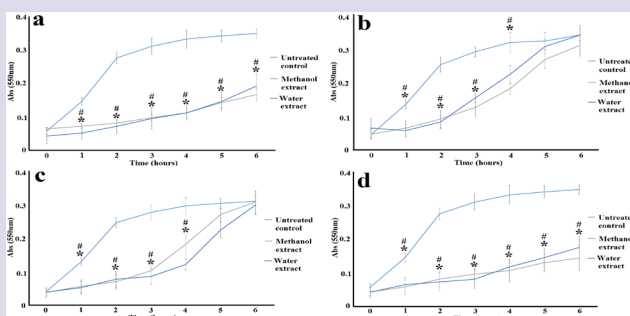 a
0.4
0.3
0.2
0.1
0
Abs (550nm)
0 1 2 3 4 5 6
Time (hours)
# # # # # #
* * * * * *
Untreated
control
Methanol
extract
Water
extract
b
0.4
0.3
0.2
0.1
0
Abs (550nm)
0 1 2 3 4 5 6
Time (hours)
# # # #
* * * *
Untreated
control
Methanol
extract
Water
extract
c
0.4
0.3
0.2
0.1
0
Abs (550nm)
0 1 2 3 4 5 6
# # # #
* * * *
Untreated
control
Methanol
extract
Water
extract
d
0.4
0.3
0.2
0.1
0
Abs (550nm)
0 1 2 3 4 5 6
# # # # # #
* * * * * *
Untreate
control
Methano
extract
Water
extract